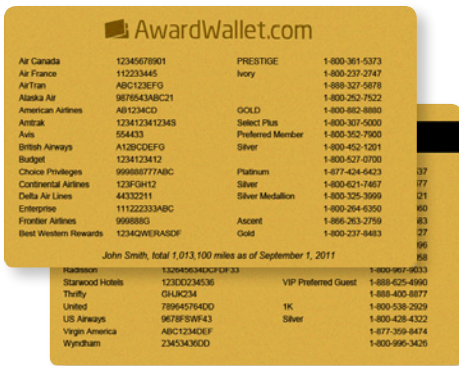 AwardWallet.com
Air Canada 12345678901 PRESTIGE 1-800-361-5373
Air France 112233445 Ivory 1-800-237-2747
AirTran ABC123EFG 1-888-327-5878
Alaska Air 9876543ABC21 1-800-252-7522
American Airlines AB1234CD GOLD 1-800-882-8880
Amtrak 123412341234S Select Plus 1-800-307-5000
Avis 554433 Preferred Member 1-800-352-7900
British Airways A12BCDEFG Silver 1-800-452-1201
Budget 1234123412 1-800-527-0700
Choice Privileges 999888777ABC Platinum 1-877-424-6423
Continental Airlines 123FGH12 Silver 1-800-621-7467
Delta Air Lines 44332211 Silver Medallion 1-800-325-3999
Enterprise 111222333ABC 1-800-264-6350
Frontier Airlines 999888G Ascent 1-866-263-2759
Best Western Rewards 1234QWERASDF Gold 1-800-237-8483
John Smith, total 1,013,100 miles as of September 1, 2011
Radisson 132645634DCFDF33 1-800-967-9033
Starwood Hotels 123DD234536 VIP Preferred Guest 1-888-625-4990
Thrifty GHJK234 1-888-400-8877
United 789645764DD 1K 1-800-538-2929
US Airways 9678FSWF43 Silver 1-800-428-4322
Virgin America ABC1234DEF 1-877-359-8474
Wyndham 23453436DD 1-800-996-3426